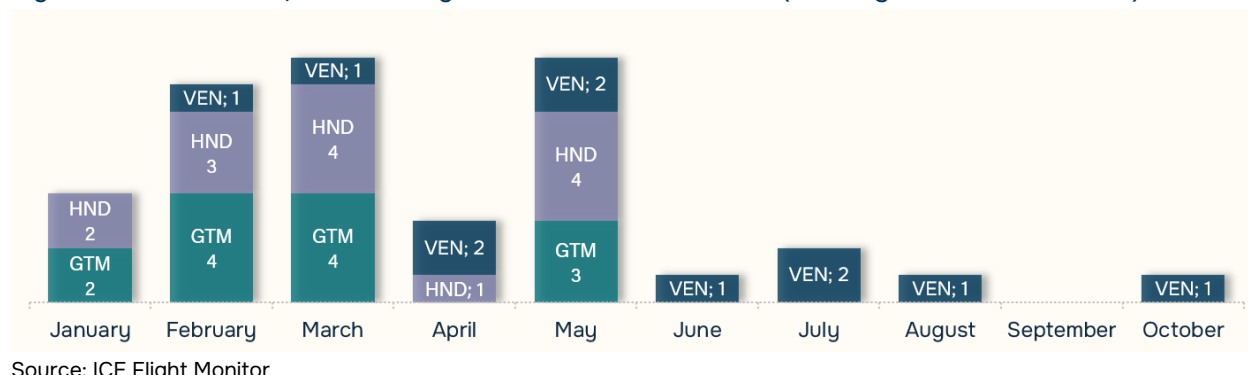 VEN; 1
VEN; 1
VEN; 2
HND
3
HND
4
HND
4
HND
2
GTM
4
GTM
4
VEN; 2
GTM
3
VEN; 2
GTM
2
HND; 1
VEN; 1
VEN; 1
VEN; 1
January February March April May June July August September October
Source: ICE Flight Monitor